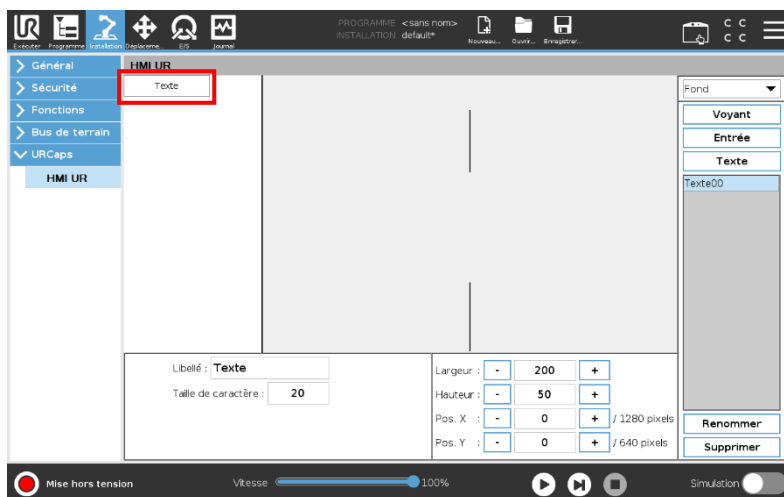 UR
Exécuter
Programme
Installation
Déplaceme...
E/S
Journal
PROGRAMME <sans nom>
INSTALLATION default*
Nouveau...
Ouvrir...
Enregistrer...
C C
C C
Général
Sécurité
Fonctions
Bus de terrain
URCaps
HMI UR
HMI UR
Texte
Fond
Voyant
Entrée
Texte
Texte00
Renommer
Supprimer
Libellé : Texte
Taille de caractère : 20
Largeur : - 200 +
Hauteur : - 50 +
Pos. X : - 0 + / 1280 pixels
Pos. Y : - 0 + / 640 pixels
Mise hors tension
Vitesse 100%
Simulation